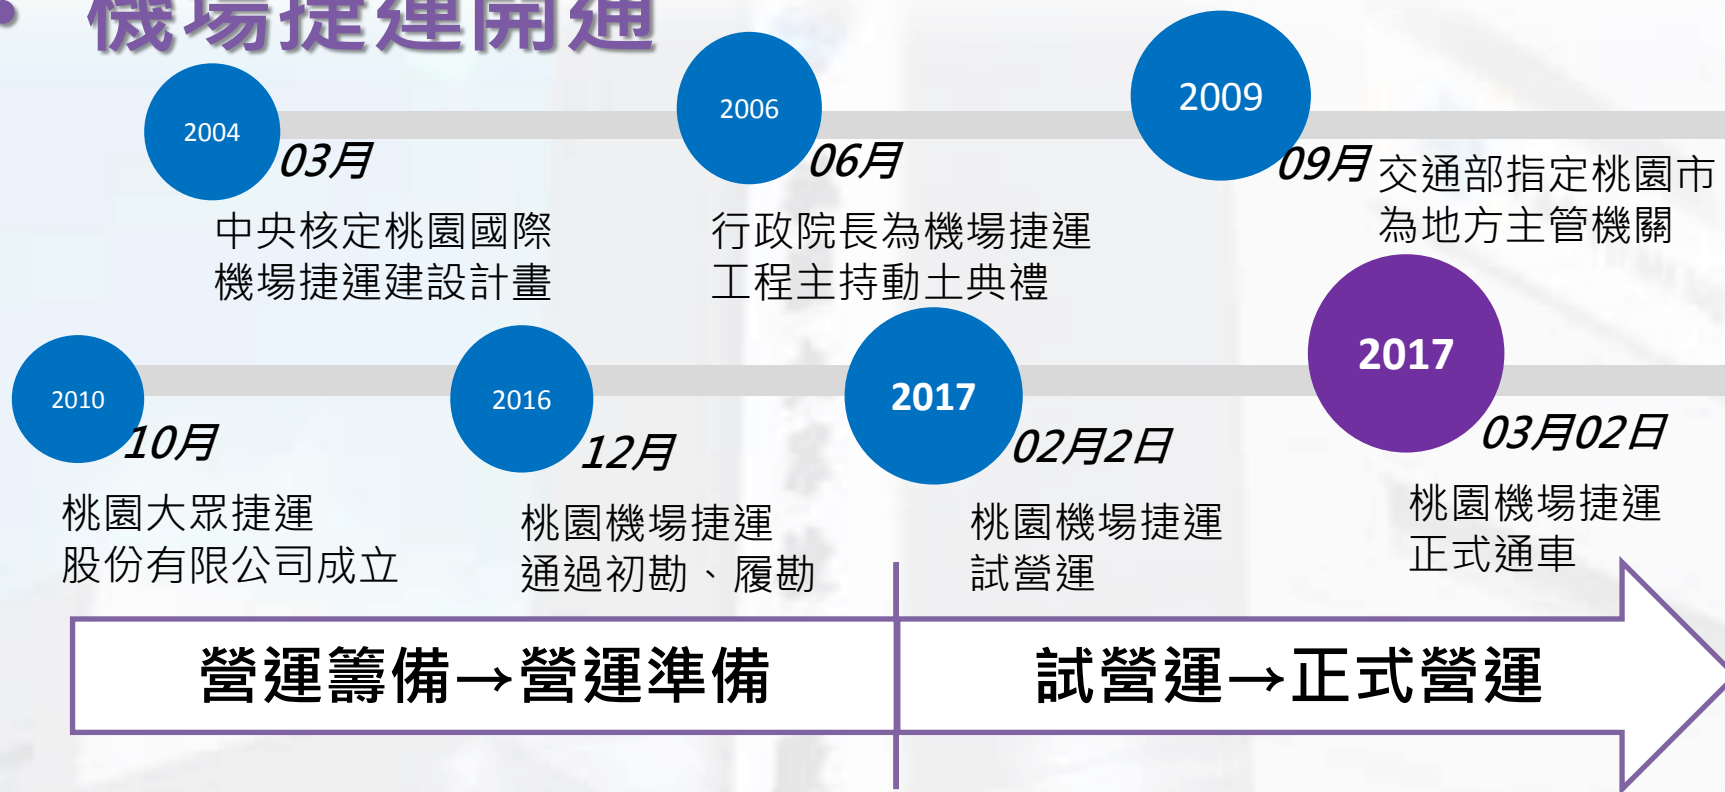 • 機場捷運開通
2004
03月
中央核定桃園國際
機場捷運建設計畫
2006
06月
行政院長為機場捷運
工程主持動土典禮
2009
09月
交通部指定桃園市
為地方主管機關
2010
10月
桃園大眾捷運
股份有限公司成立
2016
12月
桃園機場捷運
通過初勘、履勘
2017
02月2日
桃園機場捷運
試營運
2017
03月02日
桃園機場捷運
正式通車
營運籌備→營運準備
試營運→正式營運